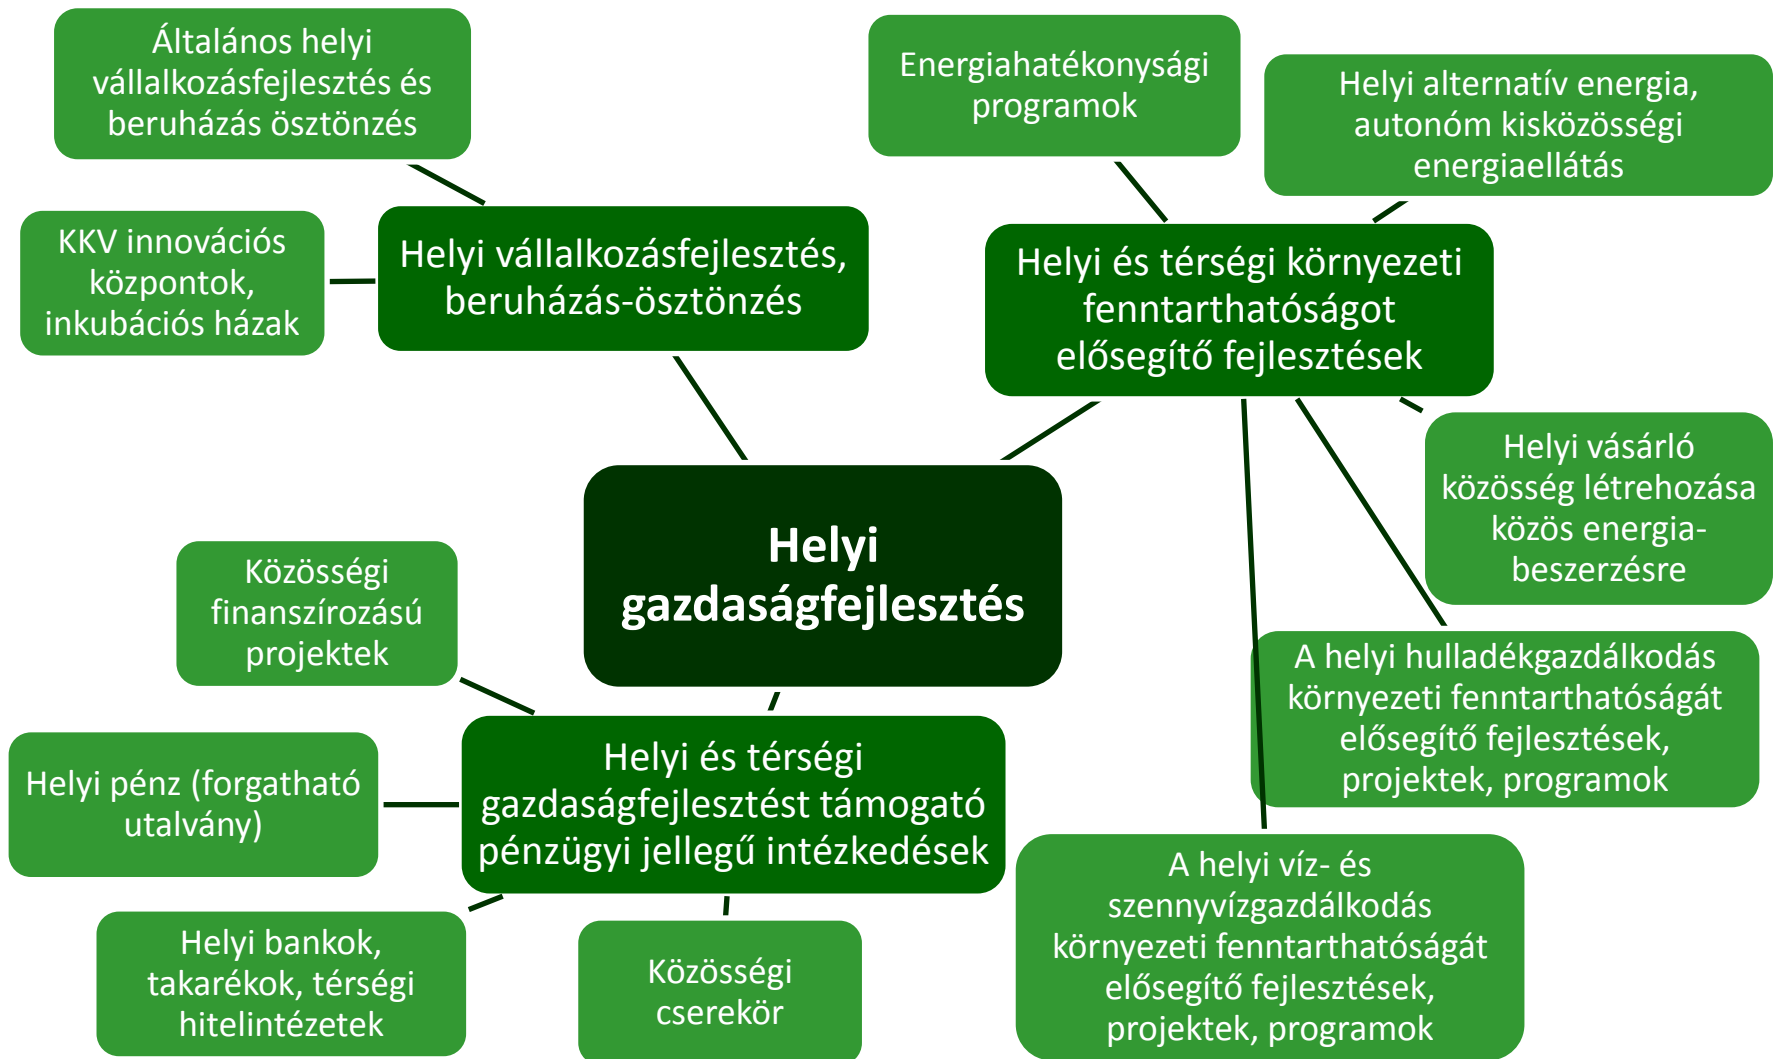 Általános helyi
vállalkozásfejlesztés és
beruházás ösztönzés
KKV innovációs
központok,
inkubációs házak
Helyi vállalkozásfejlesztés,
beruházás-ösztönzés
Energiahatékonysági
programok
Helyi alternatív energia,
autonóm kisközösségi
energiaellátás
Helyi és térségi környezeti
fenntarthatóságot
elősegítő fejlesztések
Helyi vásárló
közösség létrehozása
közös energia-
beszerzésre
Helyi
gazdaságfejlesztés
A helyi hulladékgazdálkodás
környezeti fenntarthatóságát
elősegítő fejlesztések,
projektek, programok
A helyi víz- és
szennyvízgazdálkodás
környezeti fenntarthatóságát
elősegítő fejlesztések,
projektek, programok
Közösségi
finanszírozású
projektek
Helyi pénz (forgatható
utalvány)
Helyi és térségi
gazdaságfejlesztést támogató
pénzügyi jellegű intézkedések
Helyi bankok,
takarékok, térségi
hitelintézetek
Közösségi
cserekör